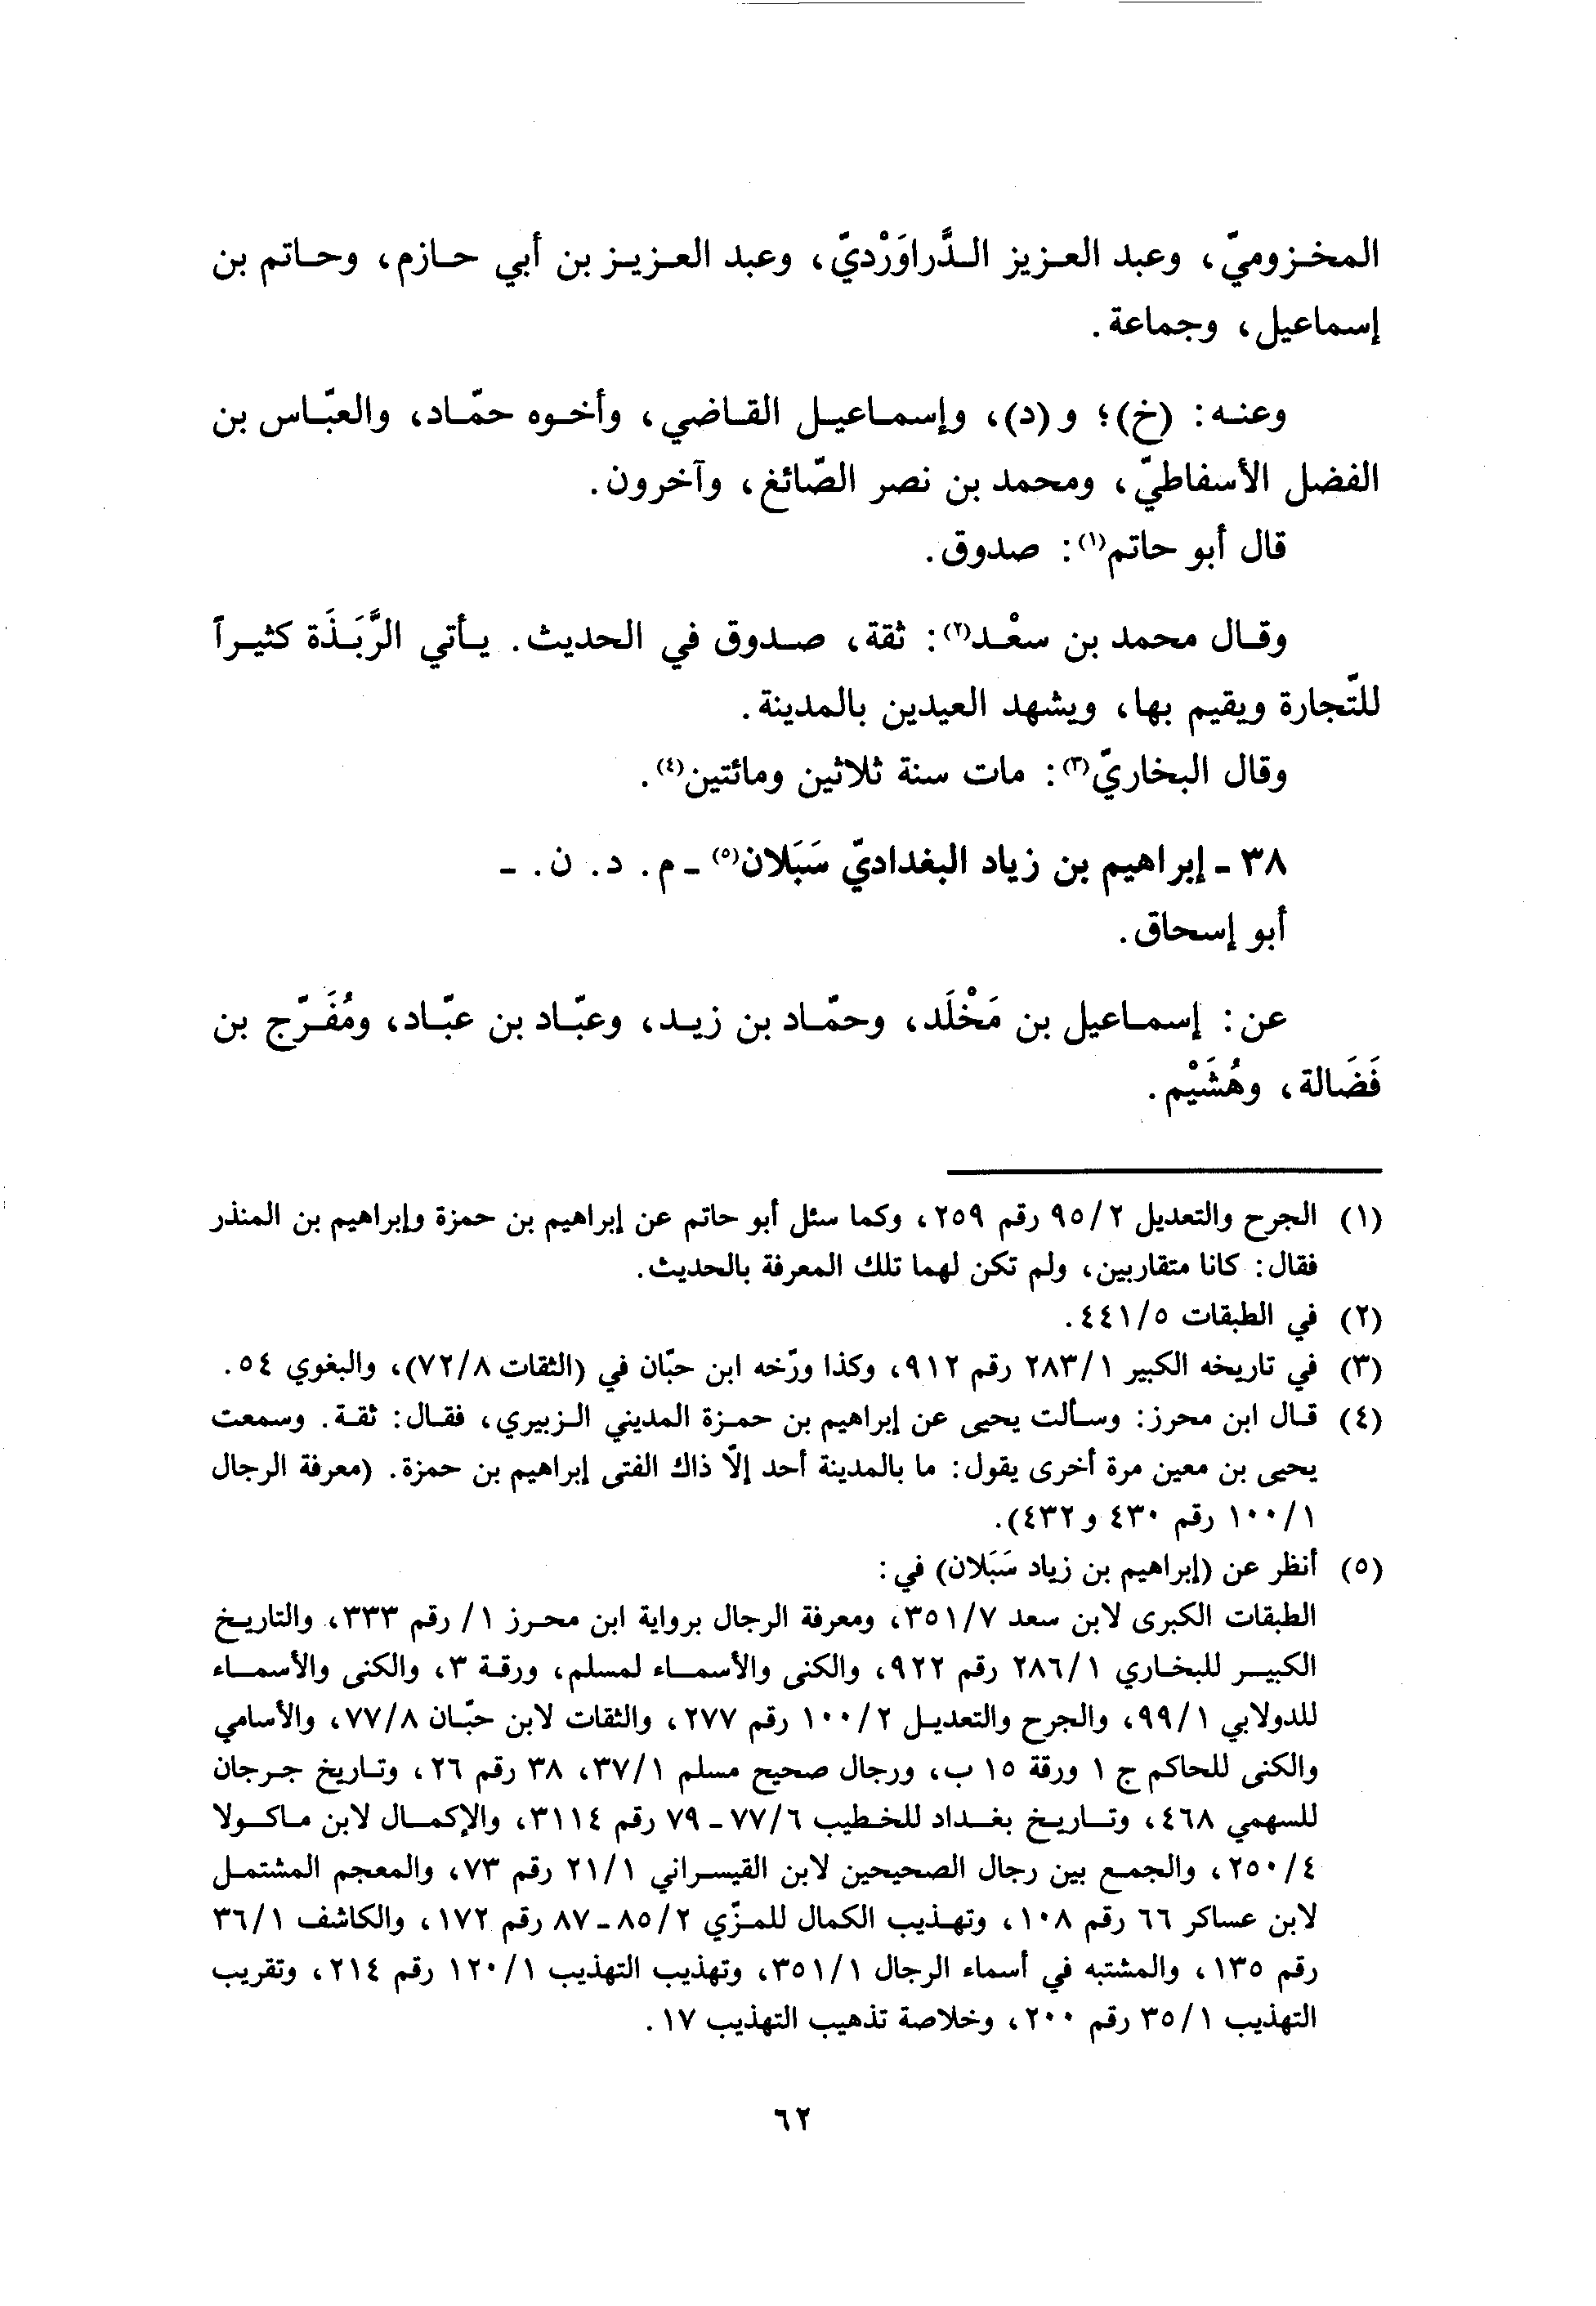 المخزوميّ، وعبد العزيز الدَّراوَرْديّ، وعبد العزيز بن أبي حازم، وحاتم بن
إسماعيل، وجماعة.
وعنه: (خ)؛ و (د)، وإسماعيل القاضي، وأخوه حمّاد، والعبّاس بن
الفضل الأسفاطيّ، ومحمد بن نصر الصّائغ، وآخرون.
قال أبو حاتم(١): صدوق.
وقال محمد بن سعْد(٢): ثقة، صدوق في الحديث. يأتي الرَّبَذَة كثيراً
للتّجارة ويقيم بها، ويشهد العيدين بالمدينة.
وقال البخاريّ(٣): مات سنة ثلاثين ومائتين(٤).
٣٨ - إبراهيم بن زياد البغداديّ سَبَلان(٥) - م. د. ن. -
أبو إسحاق.
عن: إسماعيل بن مَخْلَد، وحمّاد بن زيد، وعبّاد بن عبّاد، ومُفَرّج بن
فَضَالة، وهُشَيْم.
(١) الجرح والتعديل ٩٥/٢ رقم ٢٥٩، وكما سئل أبو حاتم عن إبراهيم بن حمزة وإبراهيم بن المنذر
فقال: كانا متقاربين، ولم تكن لهما تلك المعرفة بالحديث.
(٢) في الطبقات ٤٤١/٥.
(٣) في تاريخه الكبير ٢٨٣/١ رقم ٩١٢، وكذا ورّخه ابن حبّان في (الثقات ٧٢/٨)، والبغوي ٥٤.
(٤) قال ابن محرز: وسألت يحيى عن إبراهيم بن حمزة المديني الزبيري، فقال: ثقة. وسمعت
يحيى بن معين مرة أخرى يقول: ما بالمدينة أحد إلّا ذاك الفتى إبراهيم بن حمزة. (معرفة الرجال
١٠٠/١ رقم ٤٣٠ و ٤٣٢).
(٥) أنظر عن (إبراهيم بن زياد سَبَلان) في:
الطبقات الكبرى لابن سعد ٣٥١/٧، ومعرفة الرجال برواية ابن محرز ١/ رقم ٣٣٣، والتاريخ
الكبير للبخاري ٢٨٦/١ رقم ٩٢٢، والكنى والأسماء لمسلم، ورقة ٣، والكنى والأسماء
للدولابي ٩٩/١، والجرح والتعديل ١٠٠/٢ رقم ٢٧٧، والثقات لابن حبّان ٧٧/٨، والأسامي
والكنى للحاكم ج ١ ورقة ١٥ ب، ورجال صحيح مسلم ٣٧/١، ٣٨ رقم ٢٦، وتاريخ جرجان
للسهمي ٤٦٨، وتاريخ بغداد للخطيب ٧٧/٦ - ٧٩ رقم ٣١١٤، والإكمال لابن ماكولا
٢٥٠/٤، والجمع بين رجال الصحيحين لابن القيسراني ٢١/١ رقم ٧٣، والمعجم المشتمل
لابن عساكر ٦٦ رقم ١٠٨، وتهذيب الكمال للمزّي ٨٥/٢ - ٨٧ رقم ١٧٢، والكاشف ٣٦/١
رقم ١٣٥، والمشتبه في أسماء الرجال ٣٥١/١، وتهذيب التهذيب ١٢٠/١ رقم ٢١٤، وتقريب
التهذيب ٣٥/١ رقم ٢٠٠، وخلاصة تذهيب التهذيب ١٧.
٦٢